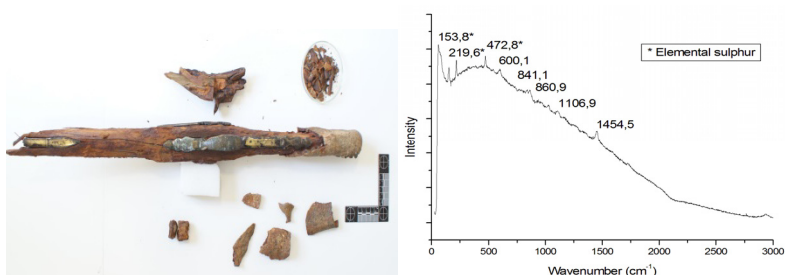 153,8*
219,6*
472,8*
600,1
841,1
860,9
1106,9
1454,5
* Elemental sulphur
Intensity
0 500 1000 1500 2000 2500 3000
Wavenumber (cm⁻¹)